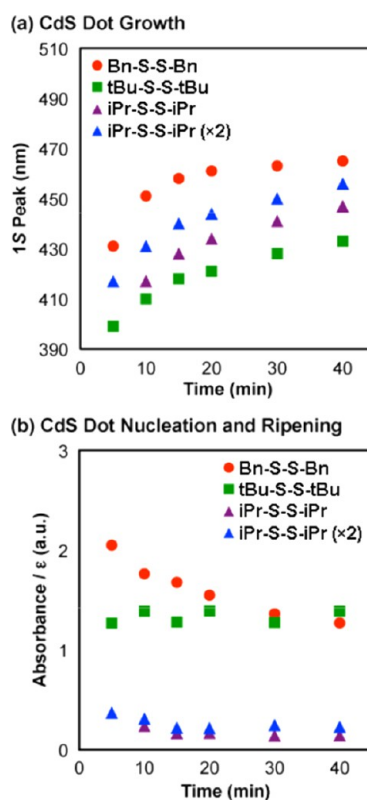 (a) CdS Dot Growth
510
490
470
450
430
410
390
1S Peak (nm)
Bn-S-S-Bn
tBu-S-S-tBu
iPr-S-S-iPr
iPr-S-S-iPr (×2)
0 10 20 30 40
Time (min)
(b) CdS Dot Nucleation and Ripening
3
2
1
0
Absorbance / ε (a.u.)
Bn-S-S-Bn
tBu-S-S-tBu
iPr-S-S-iPr
iPr-S-S-iPr (×2)
0 10 20 30 40
Time (min)